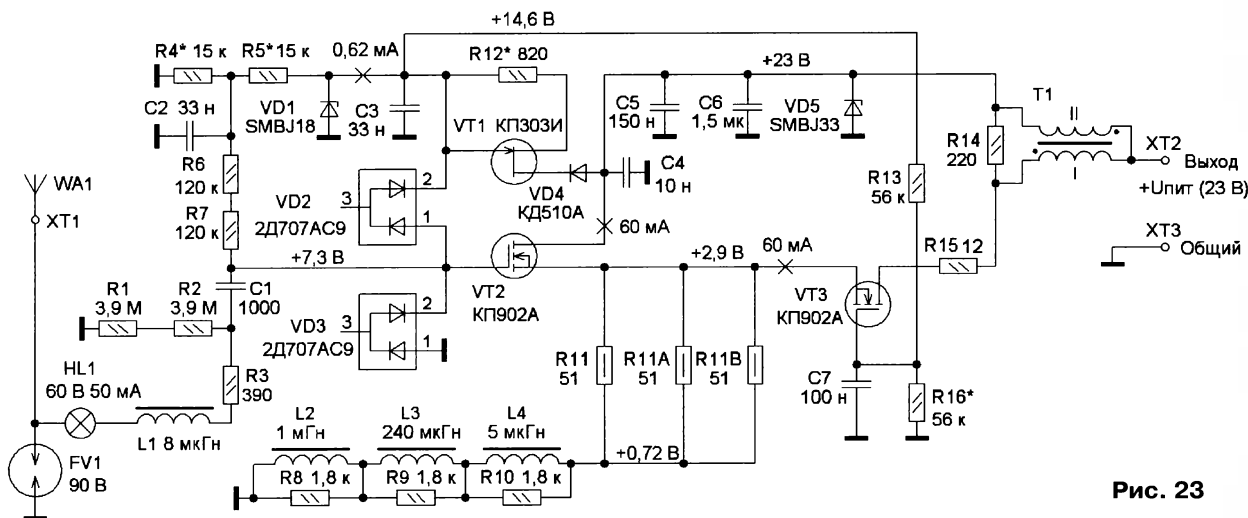 +14,6 В
R4* 15 к
R5* 15 к
0,62 мА
R12* 820
+23 В
C2
33 н
VD1
SMBJ18
C3
33 н
VT1
КП303И
C5
150 н
C6
1,5 мк
VD5
SMBJ33
T1
II
I
R14
220
XT2
Выход
+Uпит (23 В)
XT3
Общий
WA1
XT1
R6
120 к
R7
120 к
VD2
2Д707АС9
3
2
1
VD4
КД510А
C4
10 н
60 мА
R13
56 к
+7,3 В
+2,9 В
60 мА
R15 12
R1
3,9 М
R2
3,9 М
C1
1000
VD3
2Д707АС9
3
2
1
VT2
КП902А
VT3
КП902А
HL1
60 В 50 мА
R3
390
R11
51
R11A
51
R11B
51
C7
100 н
R16*
56 к
L1 8 мкГн
L2
1 мГн
L3
240 мкГн
L4
5 мкГн
+0,72 В
FV1
90 В
R8 1,8 к
R9 1,8 к
R10 1,8 к
Рис. 23